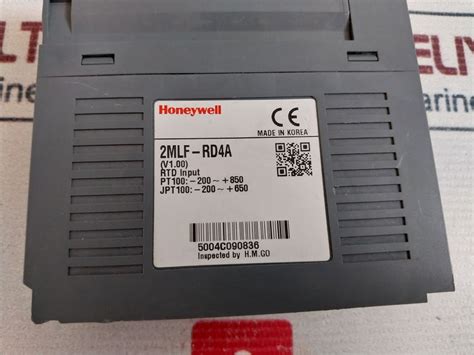 Honeywell
CE
MADE IN KOREA
2MLF-RD4A
(V1.00)
RTD Input
PT100:-200~+850
JPT100:-200~+650
5004C090836
Inspected by H.M.GO